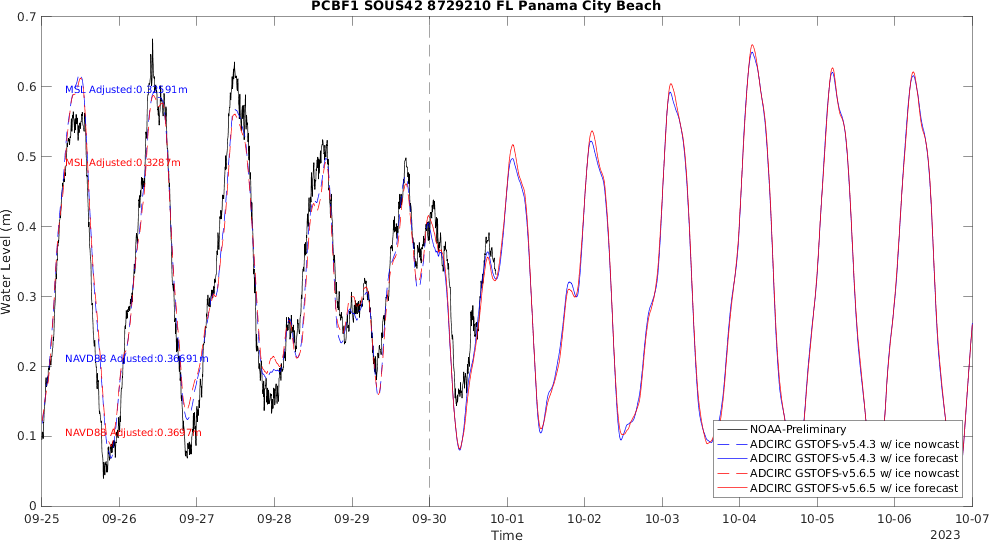 PCBF1 SOUS42 8729210 FL Panama City Beach
0.7
0.6
0.5
0.4
0.3
0.2
0.1
0
Water Level (m)
MSL Adjusted:0.32591m
MSL Adjusted:0.3287m
NAVD88 Adjusted:0.36691m
NAVD88 Adjusted:0.3697m
NOAA-Preliminary
ADCIRC GSTOFS-v5.4.3 w/ ice nowcast
ADCIRC GSTOFS-v5.4.3 w/ ice forecast
ADCIRC GSTOFS-v5.6.5 w/ ice nowcast
ADCIRC GSTOFS-v5.6.5 w/ ice forecast
09-25 09-26 09-27 09-28 09-29 09-30 10-01 10-02 10-03 10-04 10-05 10-06 10-07
Time
2023